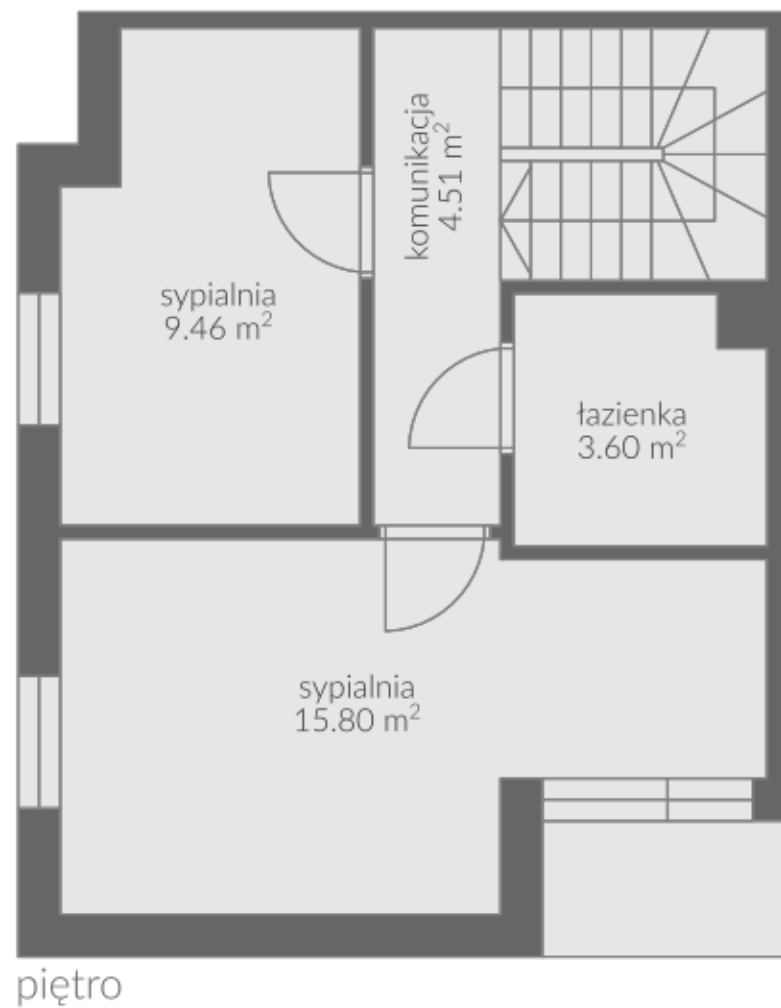 komunikacja
4.51 m²
sypialnia
9.46 m²
łazienka
3.60 m²
sypialnia
15.80 m²
piętro